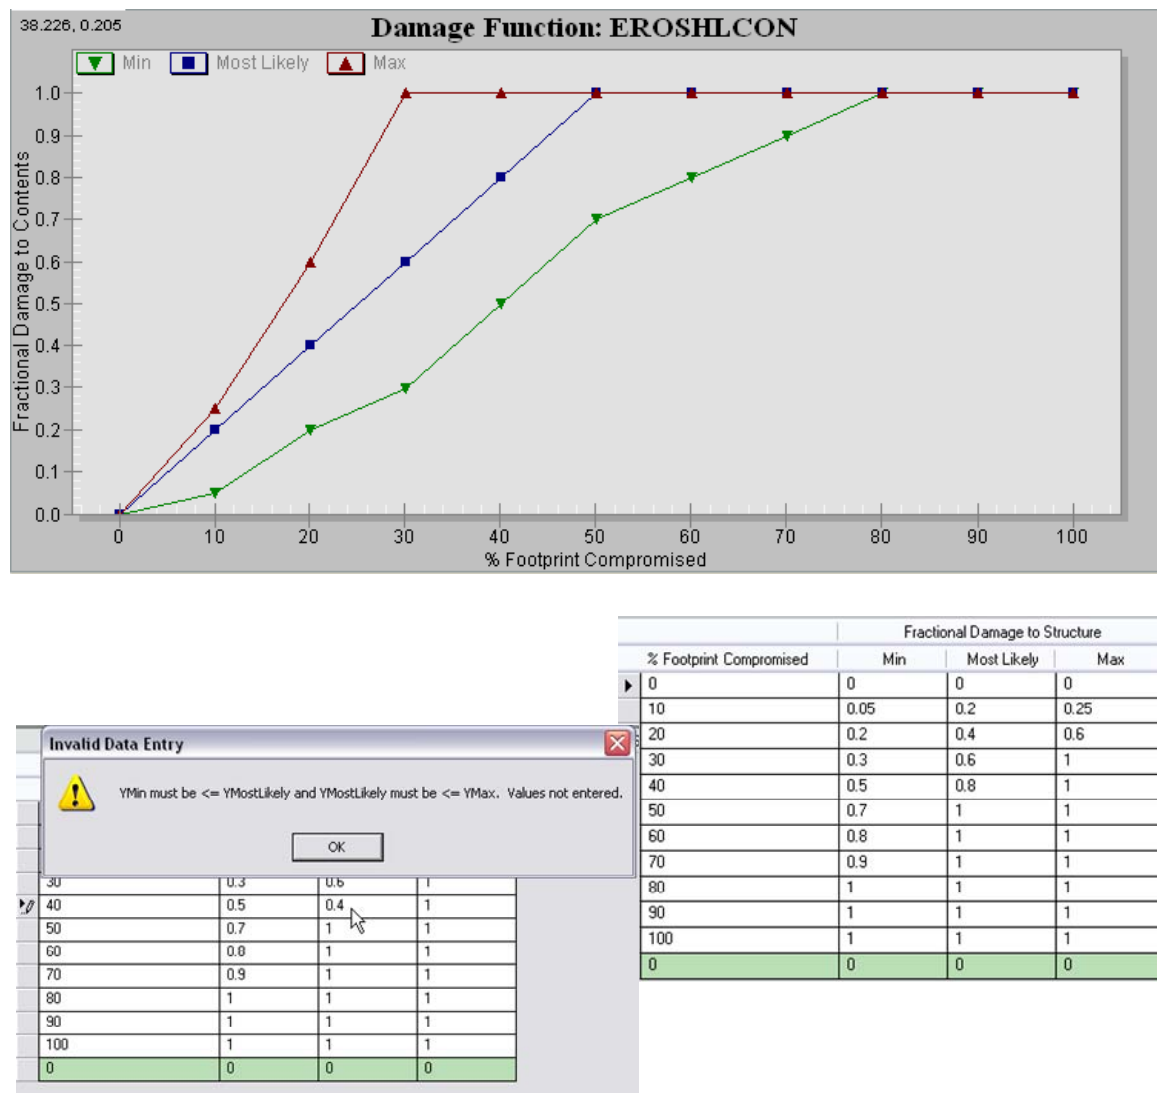 38.226, 0.205
Damage Function: EROSHLCON
Min Most Likely Max
Fractional Damage to Contents
1.0
0.9
0.8
0.7
0.6
0.5
0.4
0.3
0.2
0.1
0.0
0 10 20 30 40 50 60 70 80 90 100
% Footprint Compromised
Fractional Damage to Structure
% Footprint Compromised Min Most Likely Max
0 0 0 0
10 0.05 0.2 0.25
20 0.2 0.4 0.6
30 0.3 0.6 1
40 0.5 0.8 1
50 0.7 1 1
60 0.8 1 1
70 0.9 1 1
80 1 1 1
90 1 1 1
100 1 1 1
0 0 0 0
Invalid Data Entry
YMin must be <= YMostLikely and YMostLikely must be <= YMax. Values not entered.
OK
30 0.3 0.6 1
40 0.5 0.4 1
50 0.7 1 1
60 0.8 1 1
70 0.9 1 1
80 1 1 1
90 1 1 1
100 1 1 1
0 0 0 0